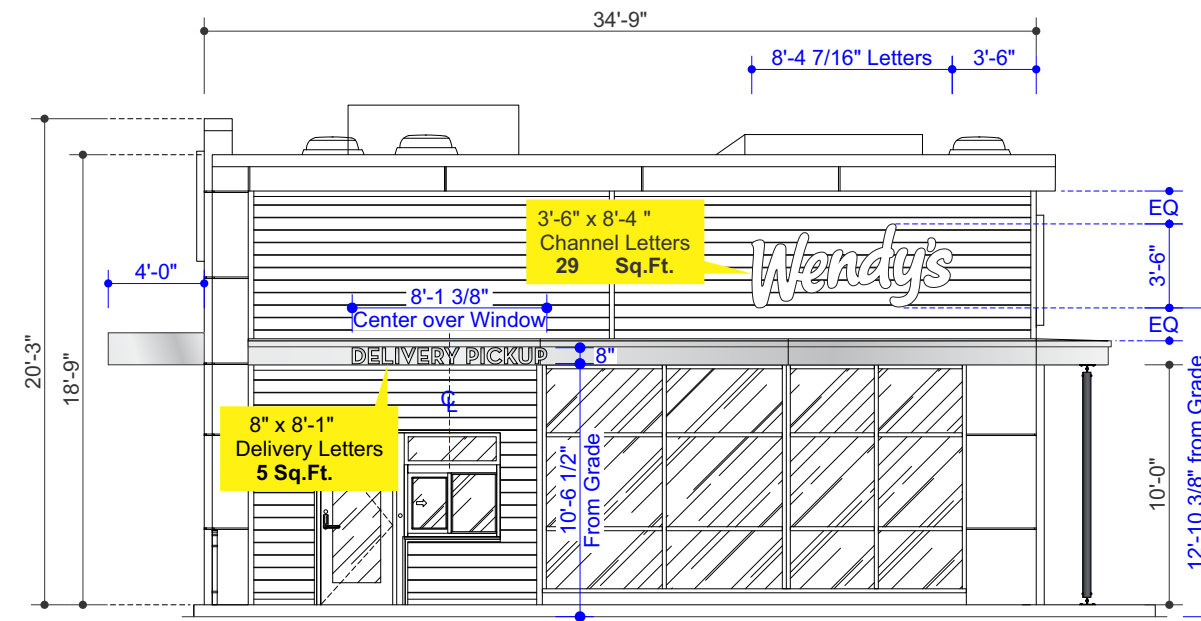 34'-9"
8'-4 7/16" Letters
3'-6"
3'-6" x 8'-4 "
Channel Letters
29 Sq.Ft.
Wendy's
EQ
3'-6"
EQ
4'-0"
8'-1 3/8"
Center over Window
DELIVERY PICKUP
8"
20'-3"
18'-9"
CL
8" x 8'-1"
Delivery Letters
5 Sq.Ft.
10'-6 1/2"
From Grade
10'-0"
12'-10 3/8" from Grade